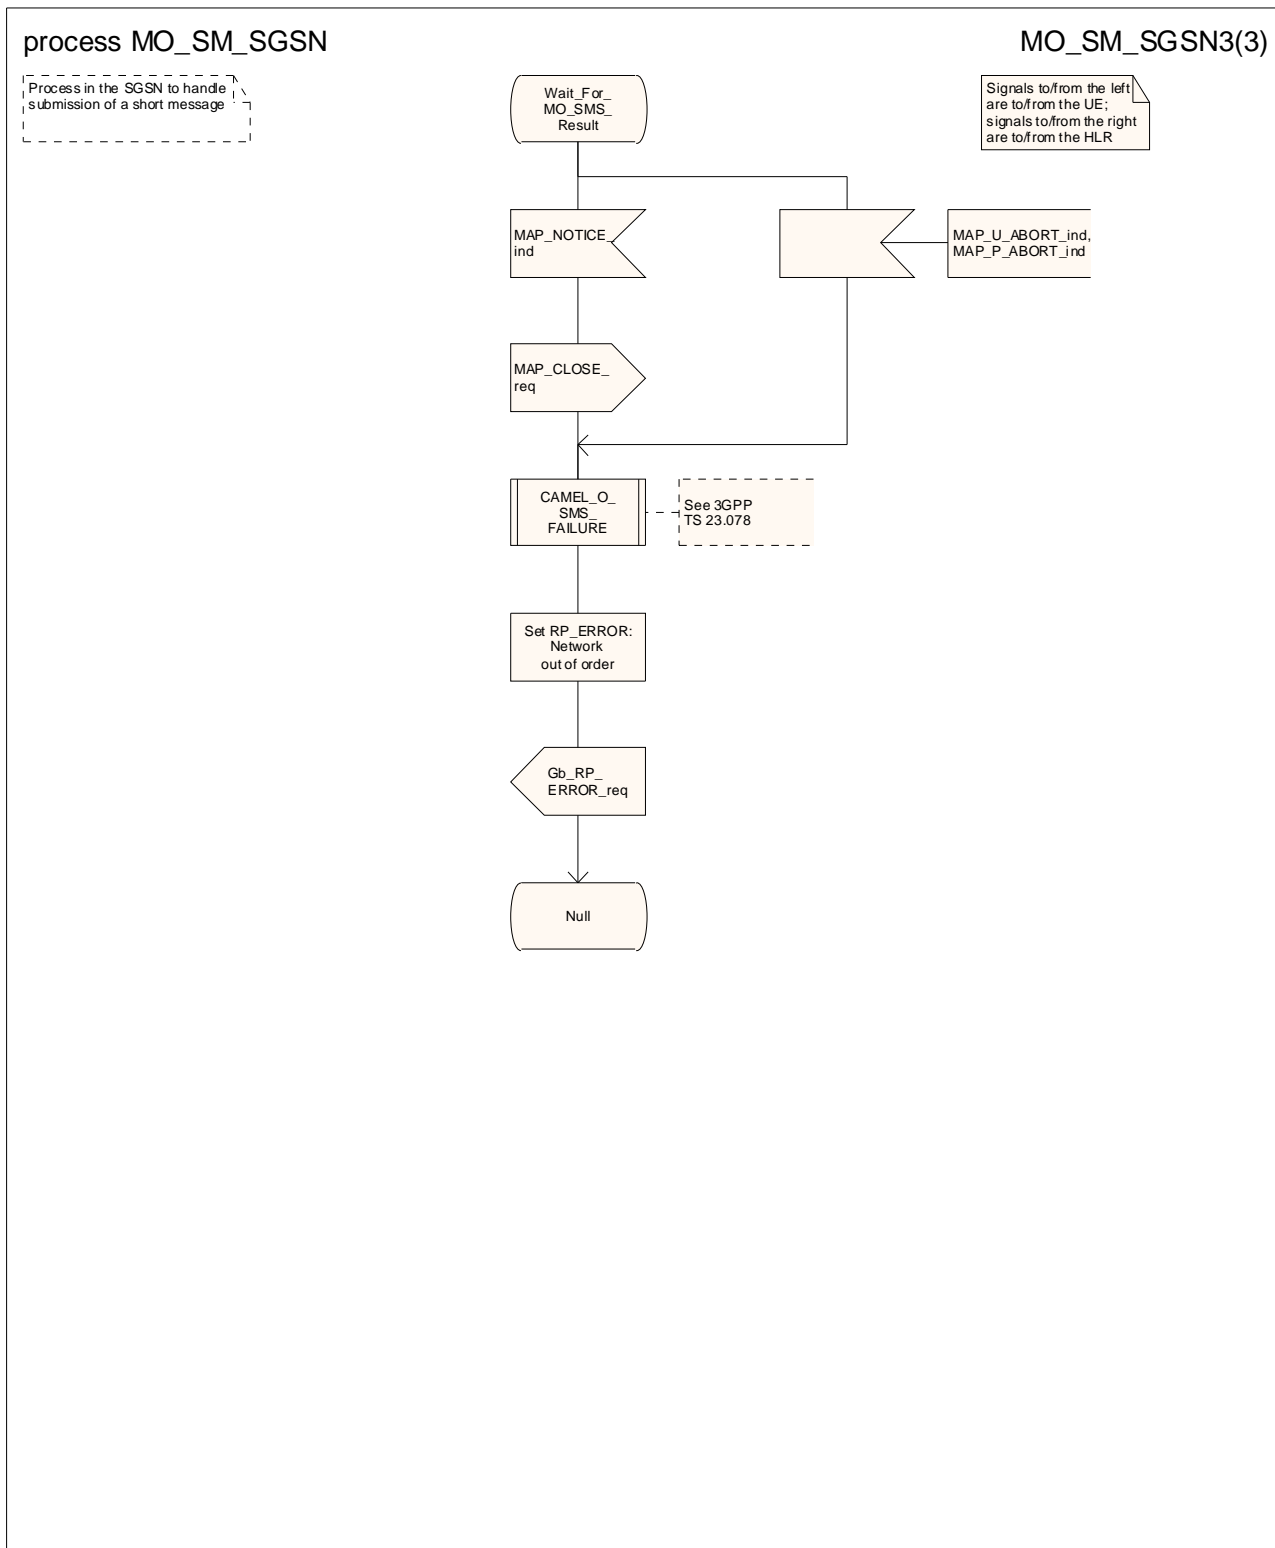 process MO_SM_SGSN
MO_SM_SGSN3(3)
Process in the SGSN to handle
submission of a short message
Wait_For_
MO_SMS_
Result
Signals to/from the left
are to/from the UE;
signals to/from the right
are to/from the HLR
MAP_NOTICE_
ind
MAP_U_ABORT_ind,
MAP_P_ABORT_ind
MAP_CLOSE_
req
CAMEL_O_
SMS_
FAILURE
See 3GPP
TS 23.078
Set RP_ERROR:
Network
out of order
Gb_RP_
ERROR_req
Null